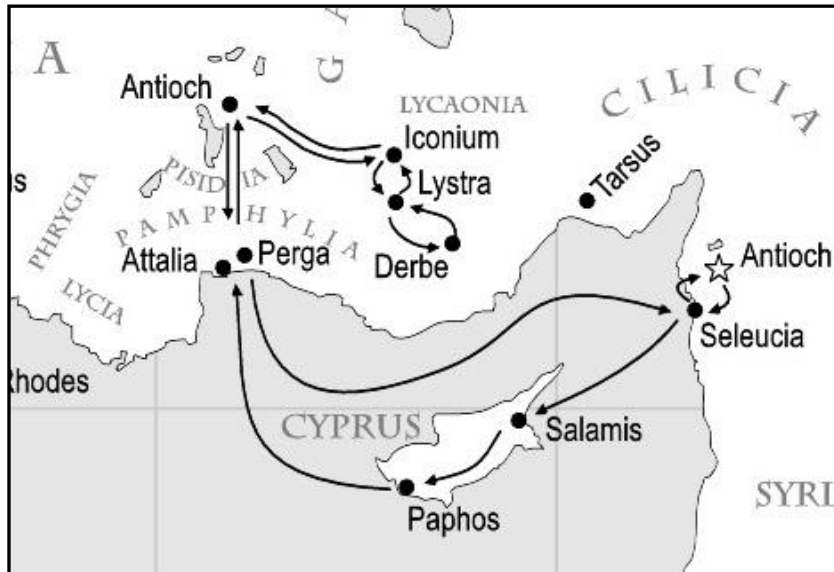 A
G A
CILICIA
Antioch
LYCAONIA
Iconium
Tarsus
PISIDIA
Lystra
PHRYGIA
PAMPHYLIA
Attalia
Perga
Derbe
Antioch
LYCIA
Seleucia
Rhodes
CYPRUS
Salamis
Paphos
SYRI